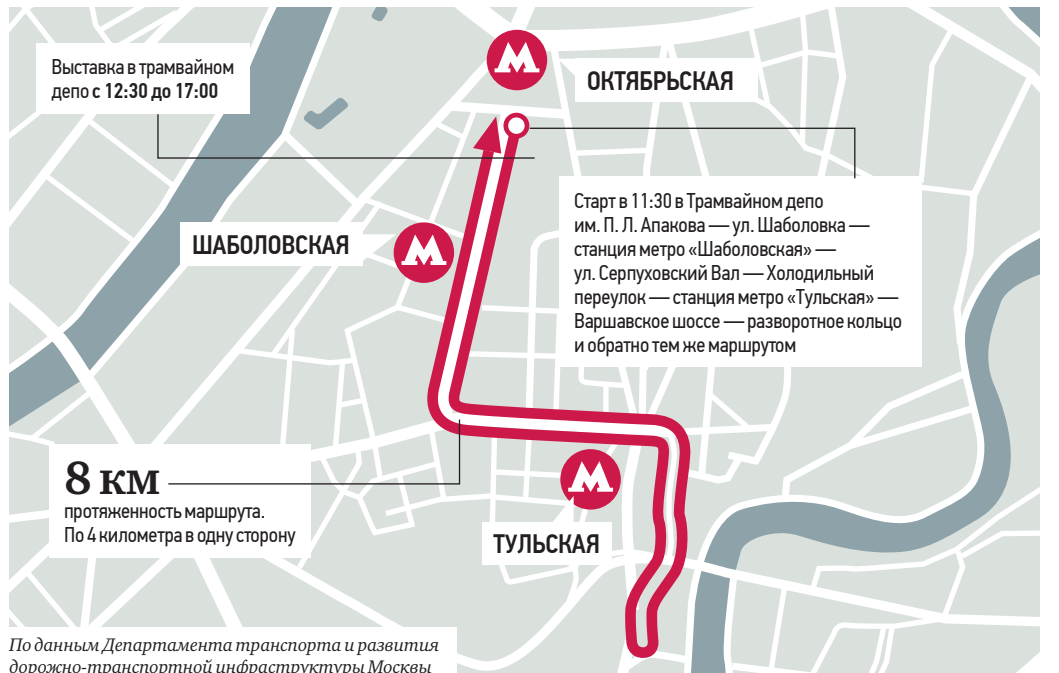 Выставка в трамвайном
депо с 12:30 до 17:00
М
ОКТЯБРЬСКАЯ
Старт в 11:30 в Трамвайном депо
им. П. Л. Апакова — ул. Шаболовка —
станция метро «Шаболовская» —
ул. Серпуховский Вал — Холодильный
переулок — станция метро «Тульская» —
Варшавское шоссе — разворотное кольцо
и обратно тем же маршрутом
ШАБОЛОВСКАЯ
М
8 км
протяженность маршрута.
По 4 километра в одну сторону
М
ТУЛЬСКАЯ
По данным Департамента транспорта и развития
дорожно-транспортной инфраструктуры Москвы